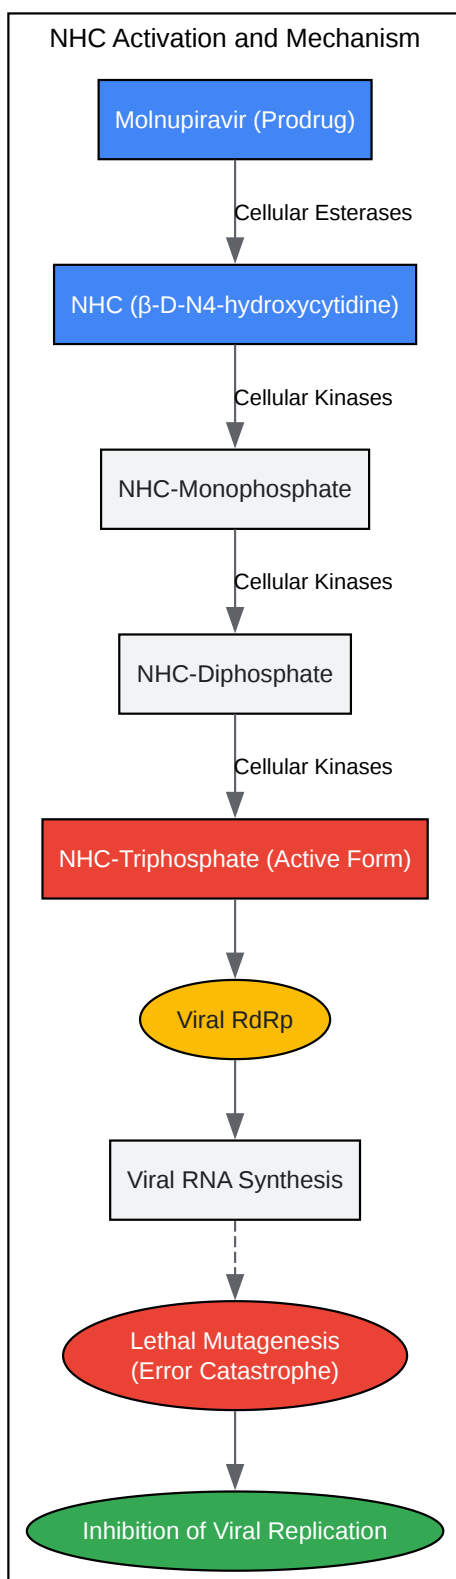 NHC Activation and Mechanism
Molnupiravir (Prodrug)
Cellular Esterases
NHC (β-D-N4-hydroxycytidine)
Cellular Kinases
NHC-Monophosphate
Cellular Kinases
NHC-Diphosphate
Cellular Kinases
NHC-Triphosphate (Active Form)
Viral RdRp
Viral RNA Synthesis
Lethal Mutagenesis
(Error Catastrophe)
Inhibition of Viral Replication